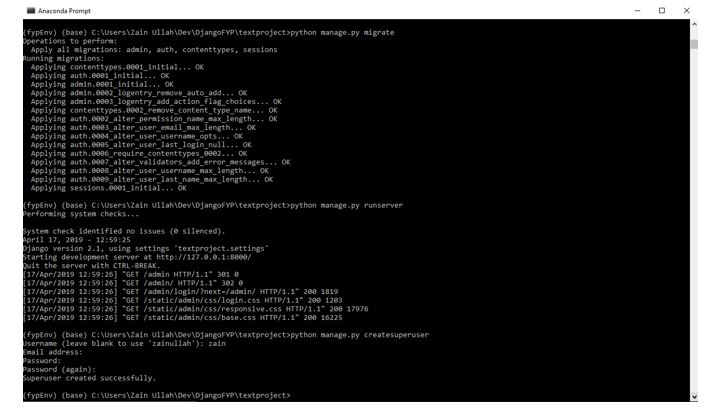 Anaconda Prompt
(fypEnv) (base) C:\Users\Zain Ullah\Dev\DjangoFYP\textproject>python manage.py migrate
Operations to perform:
Apply all migrations: admin, auth, contenttypes, sessions
Running migrations:
Applying contenttypes.0001_initial... OK
Applying auth.0001_initial... OK
Applying admin.0001_initial... OK
Applying admin.0002_logentry_remove_auto_add... OK
Applying admin.0003_logentry_add_action_flag_choices... OK
Applying contenttypes.0002_remove_content_type_name... OK
Applying auth.0002_alter_permission_name_max_length... OK
Applying auth.0003_alter_user_email_max_length... OK
Applying auth.0004_alter_user_username_opts... OK
Applying auth.0005_alter_user_last_login_null... OK
Applying auth.0006_require_contenttypes_0002... OK
Applying auth.0007_alter_validators_add_error_messages... OK
Applying auth.0008_alter_user_username_max_length... OK
Applying auth.0009_alter_user_last_name_max_length... OK
Applying sessions.0001_initial... OK
(fypEnv) (base) C:\Users\Zain Ullah\Dev\DjangoFYP\textproject>python manage.py runserver
Performing system checks...
System check identified no issues (0 silenced).
April 17, 2019 - 12:59:25
Django version 2.1, using settings 'textproject.settings'
Starting development server at http://127.0.0.1:8000/
Quit the server with CTRL-BREAK.
[17/Apr/2019 12:59:26] "GET /admin HTTP/1.1" 301 0
[17/Apr/2019 12:59:26] "GET /admin/ HTTP/1.1" 302 0
[17/Apr/2019 12:59:26] "GET /admin/login/?next=/admin/ HTTP/1.1" 200 1819
[17/Apr/2019 12:59:26] "GET /static/admin/css/login.css HTTP/1.1" 200 1203
[17/Apr/2019 12:59:26] "GET /static/admin/css/responsive.css HTTP/1.1" 200 17976
[17/Apr/2019 12:59:26] "GET /static/admin/css/base.css HTTP/1.1" 200 16225
(fypEnv) (base) C:\Users\Zain Ullah\Dev\DjangoFYP\textproject>python manage.py createsuperuser
Username (leave blank to use 'zainullah'): zain
Email address:
Password:
Password (again):
Superuser created successfully.
(fypEnv) (base) C:\Users\Zain Ullah\Dev\DjangoFYP\textproject>